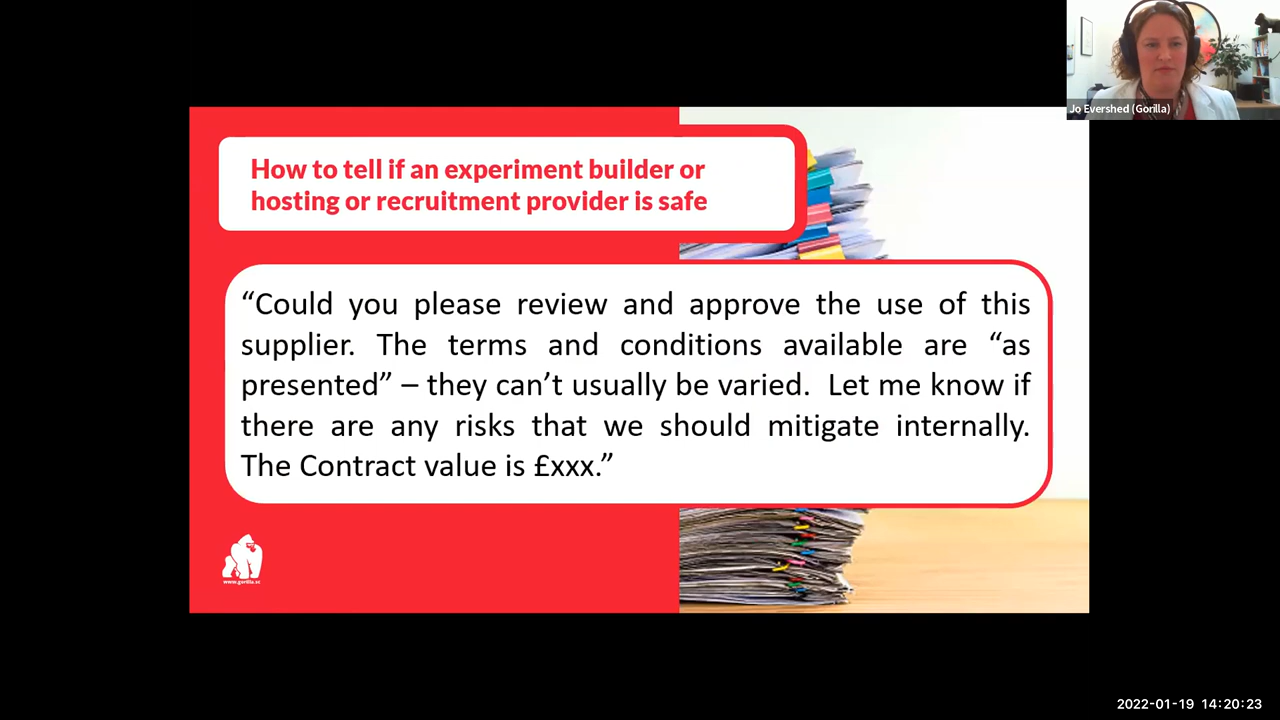 Jo Evershed (Gorilla)
How to tell if an experiment builder or
hosting or recruitment provider is safe
“Could you please review and approve the use of this
supplier. The terms and conditions available are “as
presented” – they can’t usually be varied. Let me know if
there are any risks that we should mitigate internally.
The Contract value is £xxx.”
www.gorilla.sc
2022-01-19 14:20:23